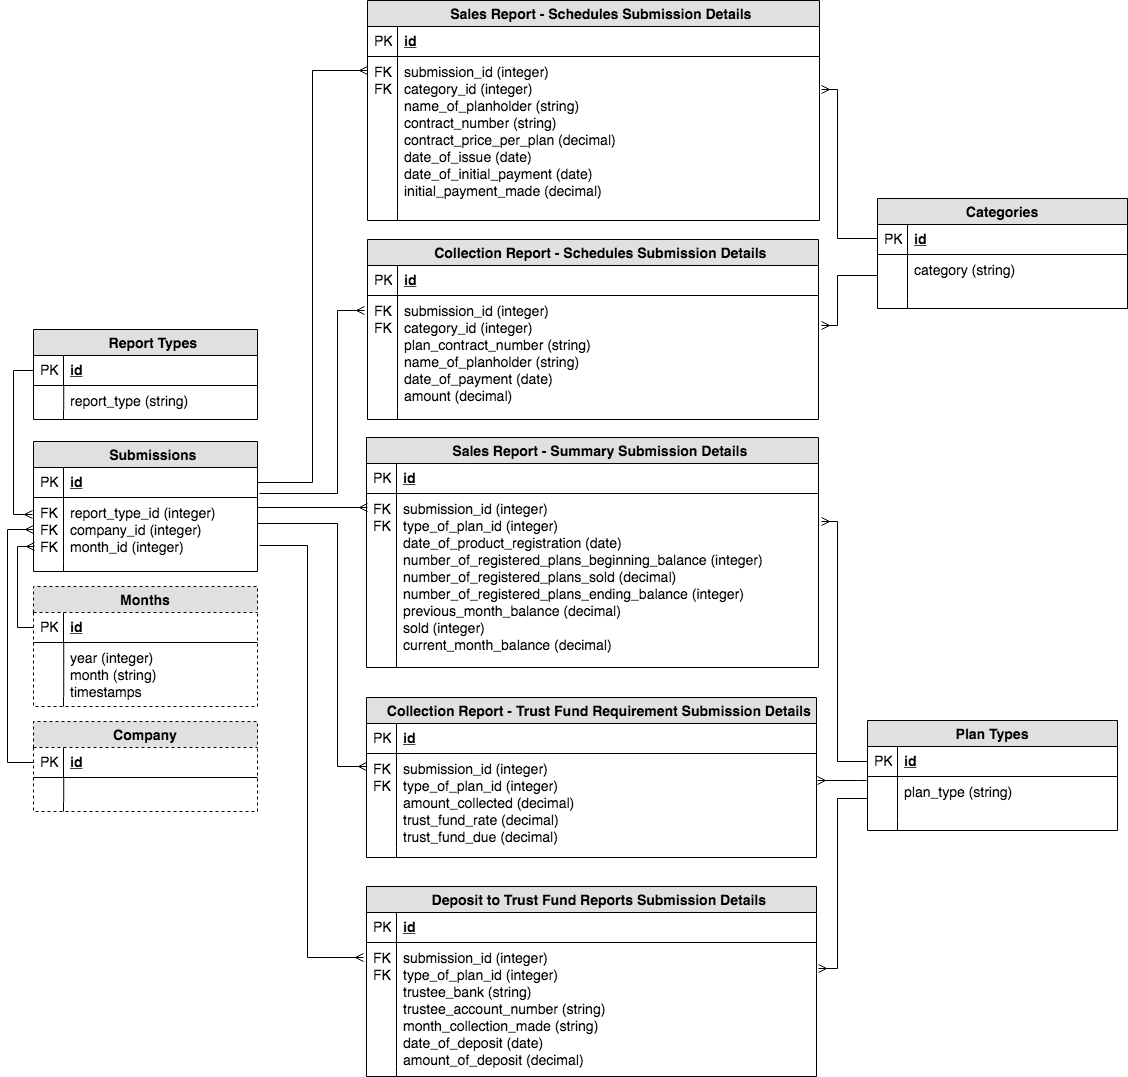 Sales Report - Schedules Submission Details
PK id
FK submission_id (integer)
FK category_id (integer)
name_of_planholder (string)
contract_number (string)
contract_price_per_plan (decimal)
date_of_issue (date)
date_of_initial_payment (date)
initial_payment_made (decimal)
Categories
PK id
category (string)
Collection Report - Schedules Submission Details
PK id
FK submission_id (integer)
FK category_id (integer)
plan_contract_number (string)
name_of_planholder (string)
date_of_payment (date)
amount (decimal)
Report Types
PK id
report_type (string)
Submissions
PK id
FK report_type_id (integer)
FK company_id (integer)
FK month_id (integer)
Months
PK id
year (integer)
month (string)
timestamps
Company
PK id
Sales Report - Summary Submission Details
PK id
FK submission_id (integer)
FK type_of_plan_id (integer)
date_of_product_registration (date)
number_of_registered_plans_beginning_balance (integer)
number_of_registered_plans_sold (decimal)
number_of_registered_plans_ending_balance (integer)
previous_month_balance (decimal)
sold (integer)
current_month_balance (decimal)
Collection Report - Trust Fund Requirement Submission Details
PK id
FK submission_id (integer)
FK type_of_plan_id (integer)
amount_collected (decimal)
trust_fund_rate (decimal)
trust_fund_due (decimal)
Plan Types
PK id
plan_type (string)
Deposit to Trust Fund Reports Submission Details
PK id
FK submission_id (integer)
FK type_of_plan_id (integer)
trustee_bank (string)
trustee_account_number (string)
month_collection_made (string)
date_of_deposit (date)
amount_of_deposit (decimal)